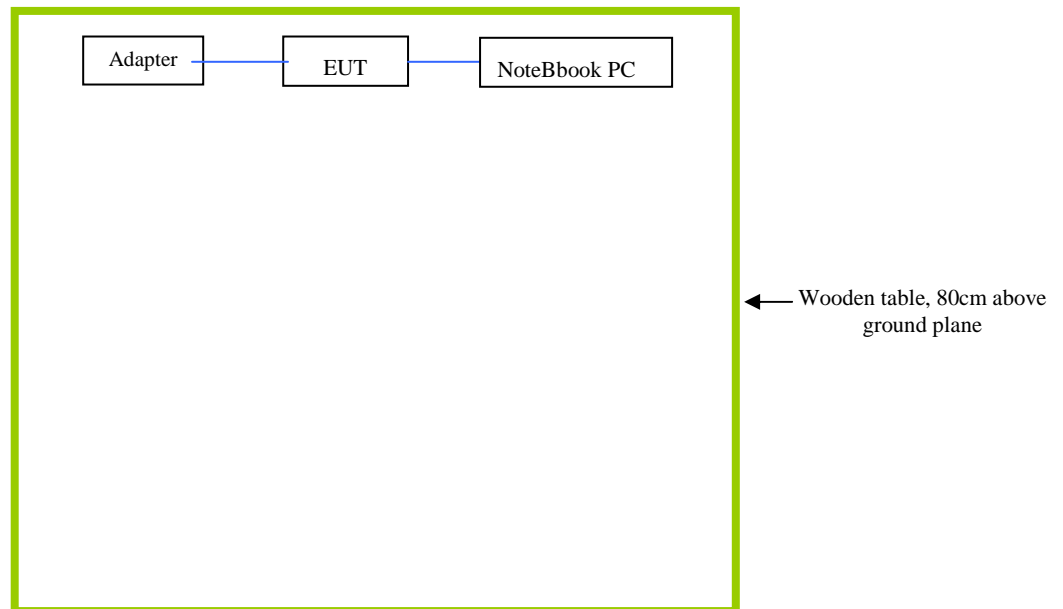 Adapter
EUT
NoteBbook PC
Wooden table, 80cm above
ground plane